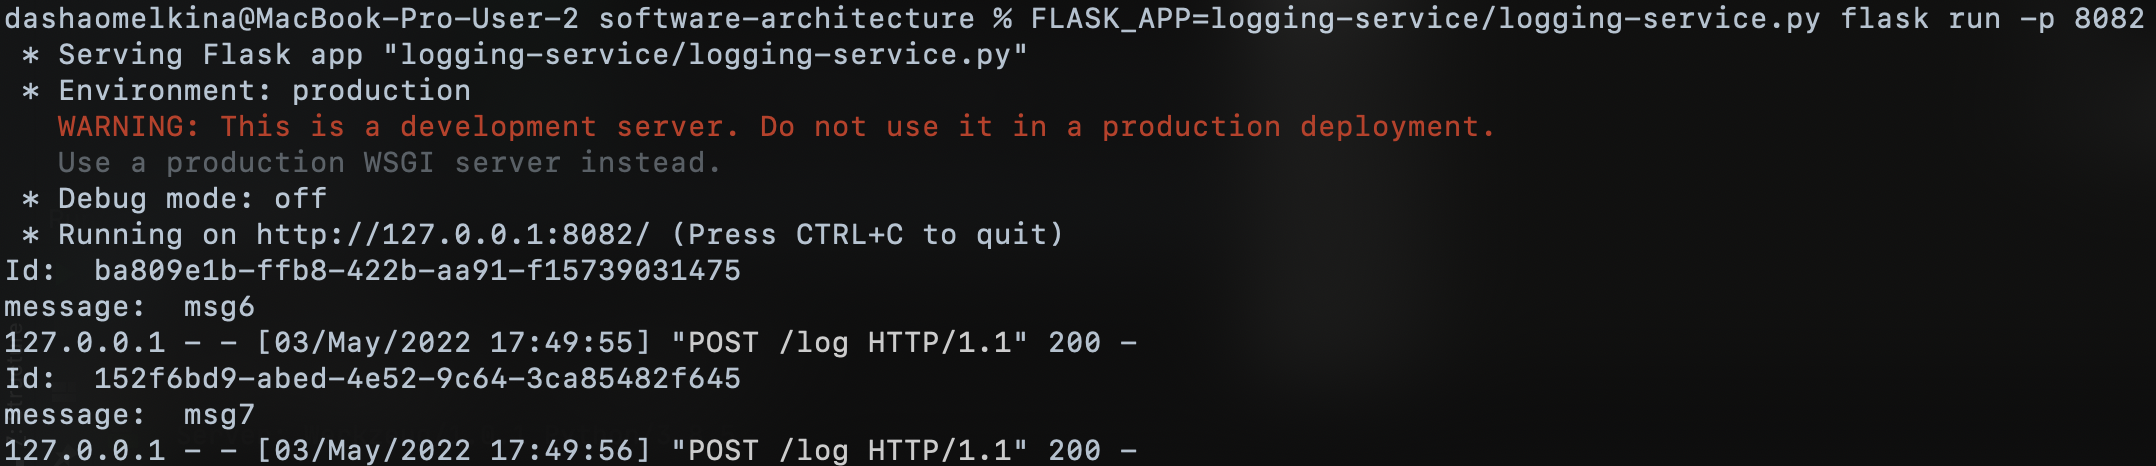 dashaomelkina@MacBook-Pro-User-2 software-architecture % FLASK_APP=logging-service/logging-service.py flask run -p 8082
 * Serving Flask app "logging-service/logging-service.py"
 * Environment: production
   WARNING: This is a development server. Do not use it in a production deployment.
   Use a production WSGI server instead.
 * Debug mode: off
 * Running on http://127.0.0.1:8082/ (Press CTRL+C to quit)
Id:  ba809e1b-ffb8-422b-aa91-f15739031475
message:  msg6
127.0.0.1 - - [03/May/2022 17:49:55] "POST /log HTTP/1.1" 200 -
Id:  152f6bd9-abed-4e52-9c64-3ca85482f645
message:  msg7
127.0.0.1 - - [03/May/2022 17:49:56] "POST /log HTTP/1.1" 200 -